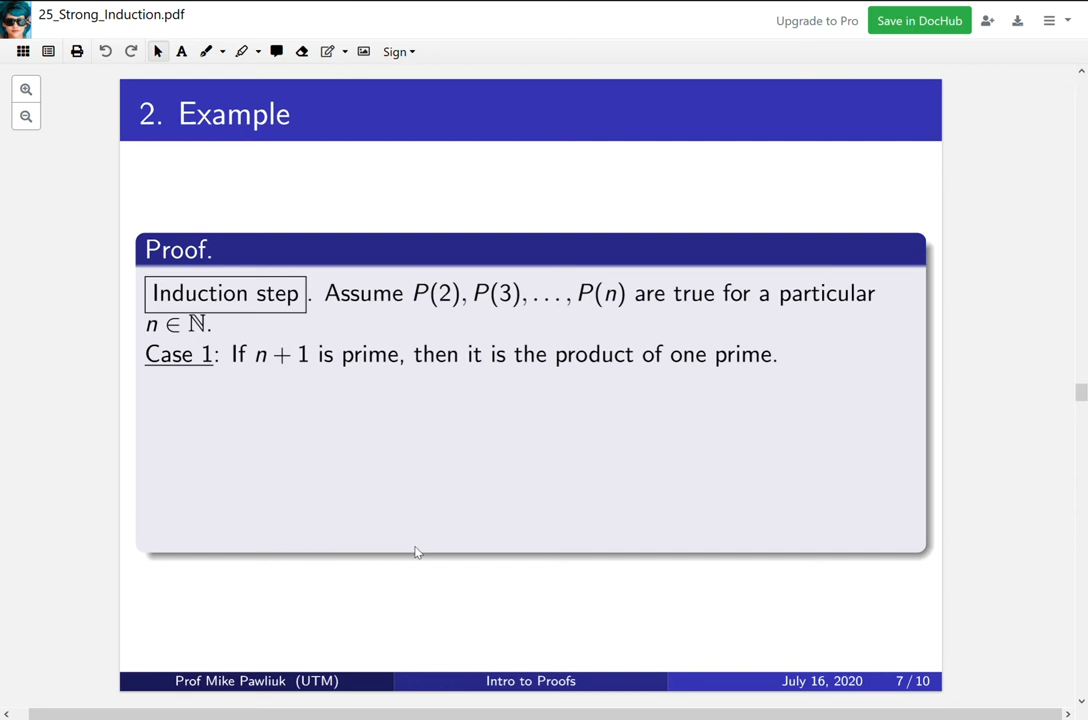 25_Strong_Induction.pdf
Upgrade to Pro
Save in DocHub
A
Sign
2. Example
Proof.
Induction step. Assume P(2), P(3), . . . , P(n) are true for a particular
n ∈ ℕ.
Case 1: If n + 1 is prime, then it is the product of one prime.
Prof Mike Pawliuk (UTM)
Intro to Proofs
July 16, 2020
7 / 10